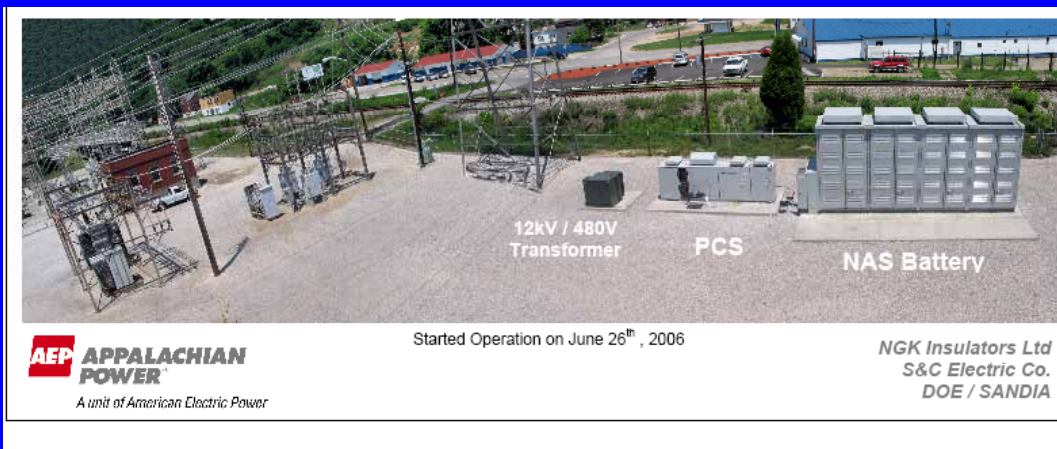 12kV / 480V
Transformer
PCS
NAS Battery
Started Operation on June 26th , 2006
AEP APPALACHIAN
POWER
A unit of American Electric Power
NGK Insulators Ltd
S&C Electric Co.
DOE / SANDIA